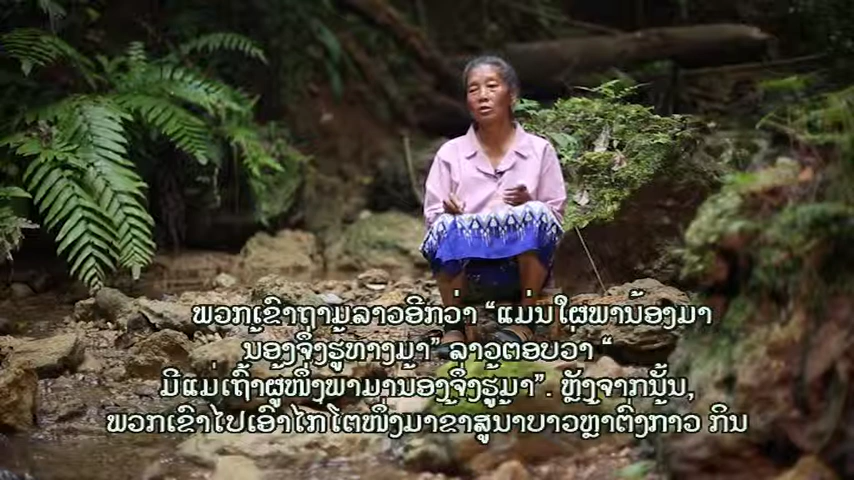 ພວກເຂົາຖາມລາວອີກວ່າ “ແມ່ນໃຜພານ້ອງມາ
ນ້ອງຈຶ່ງຮູ້ທາງມາ” ລາວຕອບວ່າ “
ມີແມ່ເຖົ້າຜູ້ໜຶ່ງພາມານ້ອງຈຶ່ງຮູ້ມາ”. ຫຼັງຈາກນັ້ນ,
ພວກເຂົາໄປເອົາໄກ່ໂຕໜຶ່ງມາຂ້າສູ່ນ້າບາວຫຼ້າຕົ່ງກ້າວ ກິນ